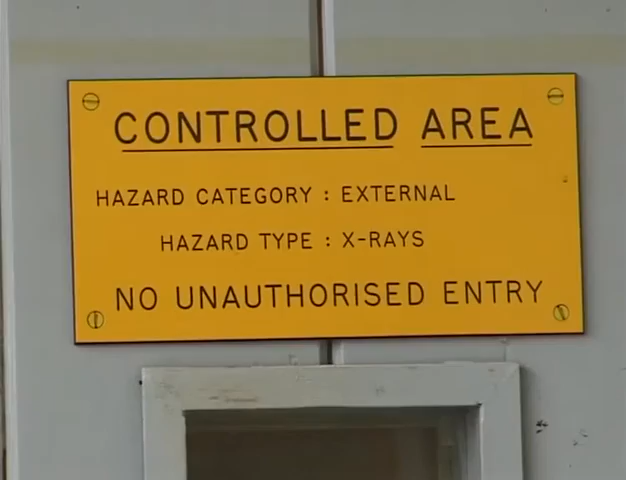 CONTROLLED AREA
HAZARD CATEGORY : EXTERNAL
HAZARD TYPE : X-RAYS
NO UNAUTHORISED ENTRY